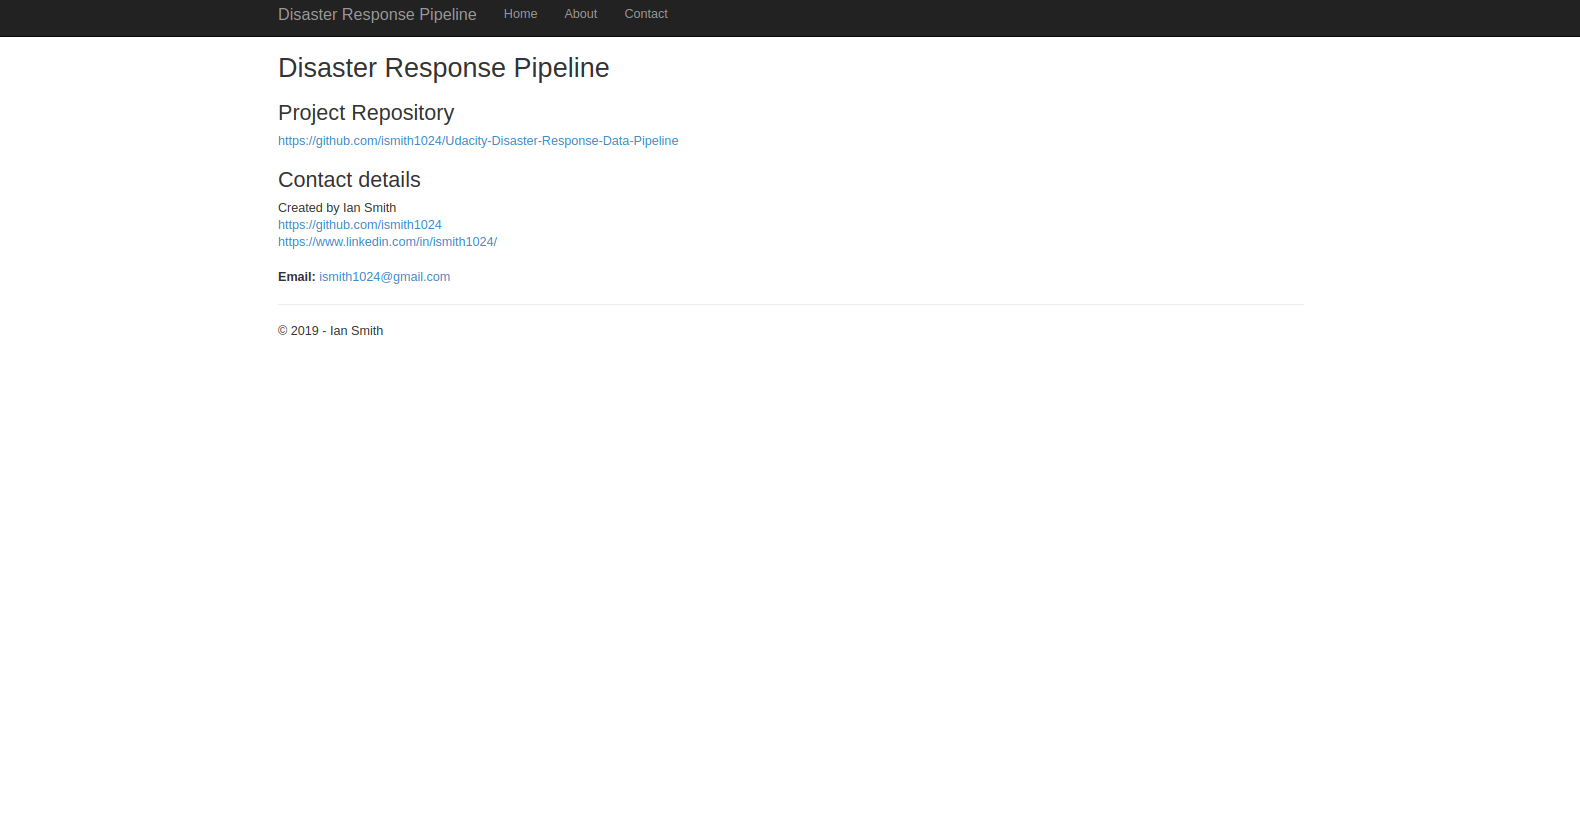 Disaster Response Pipeline Home About Contact
Disaster Response Pipeline
Project Repository
https://github.com/ismith1024/Udacity-Disaster-Response-Data-Pipeline
Contact details
Created by Ian Smith
https://github.com/ismith1024
https://www.linkedin.com/in/ismith1024/
Email: ismith1024@gmail.com
© 2019 - Ian Smith